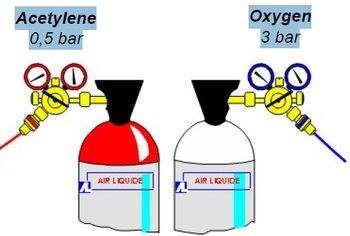 Acetylene
0,5 bar
Oxygen
3 bar
AIR LIQUIDE
AIR LIQUIDE